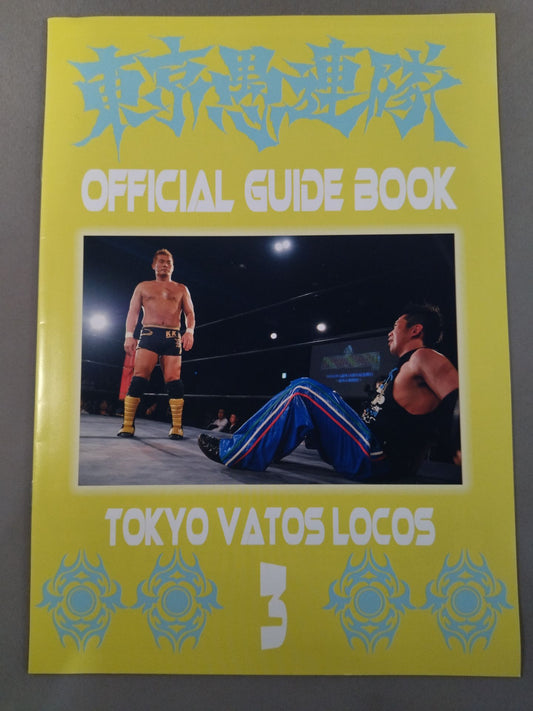 東京愚連隊
OFFICIAL GUIDE BOOK
TOKYO VATOS LOCOS
3